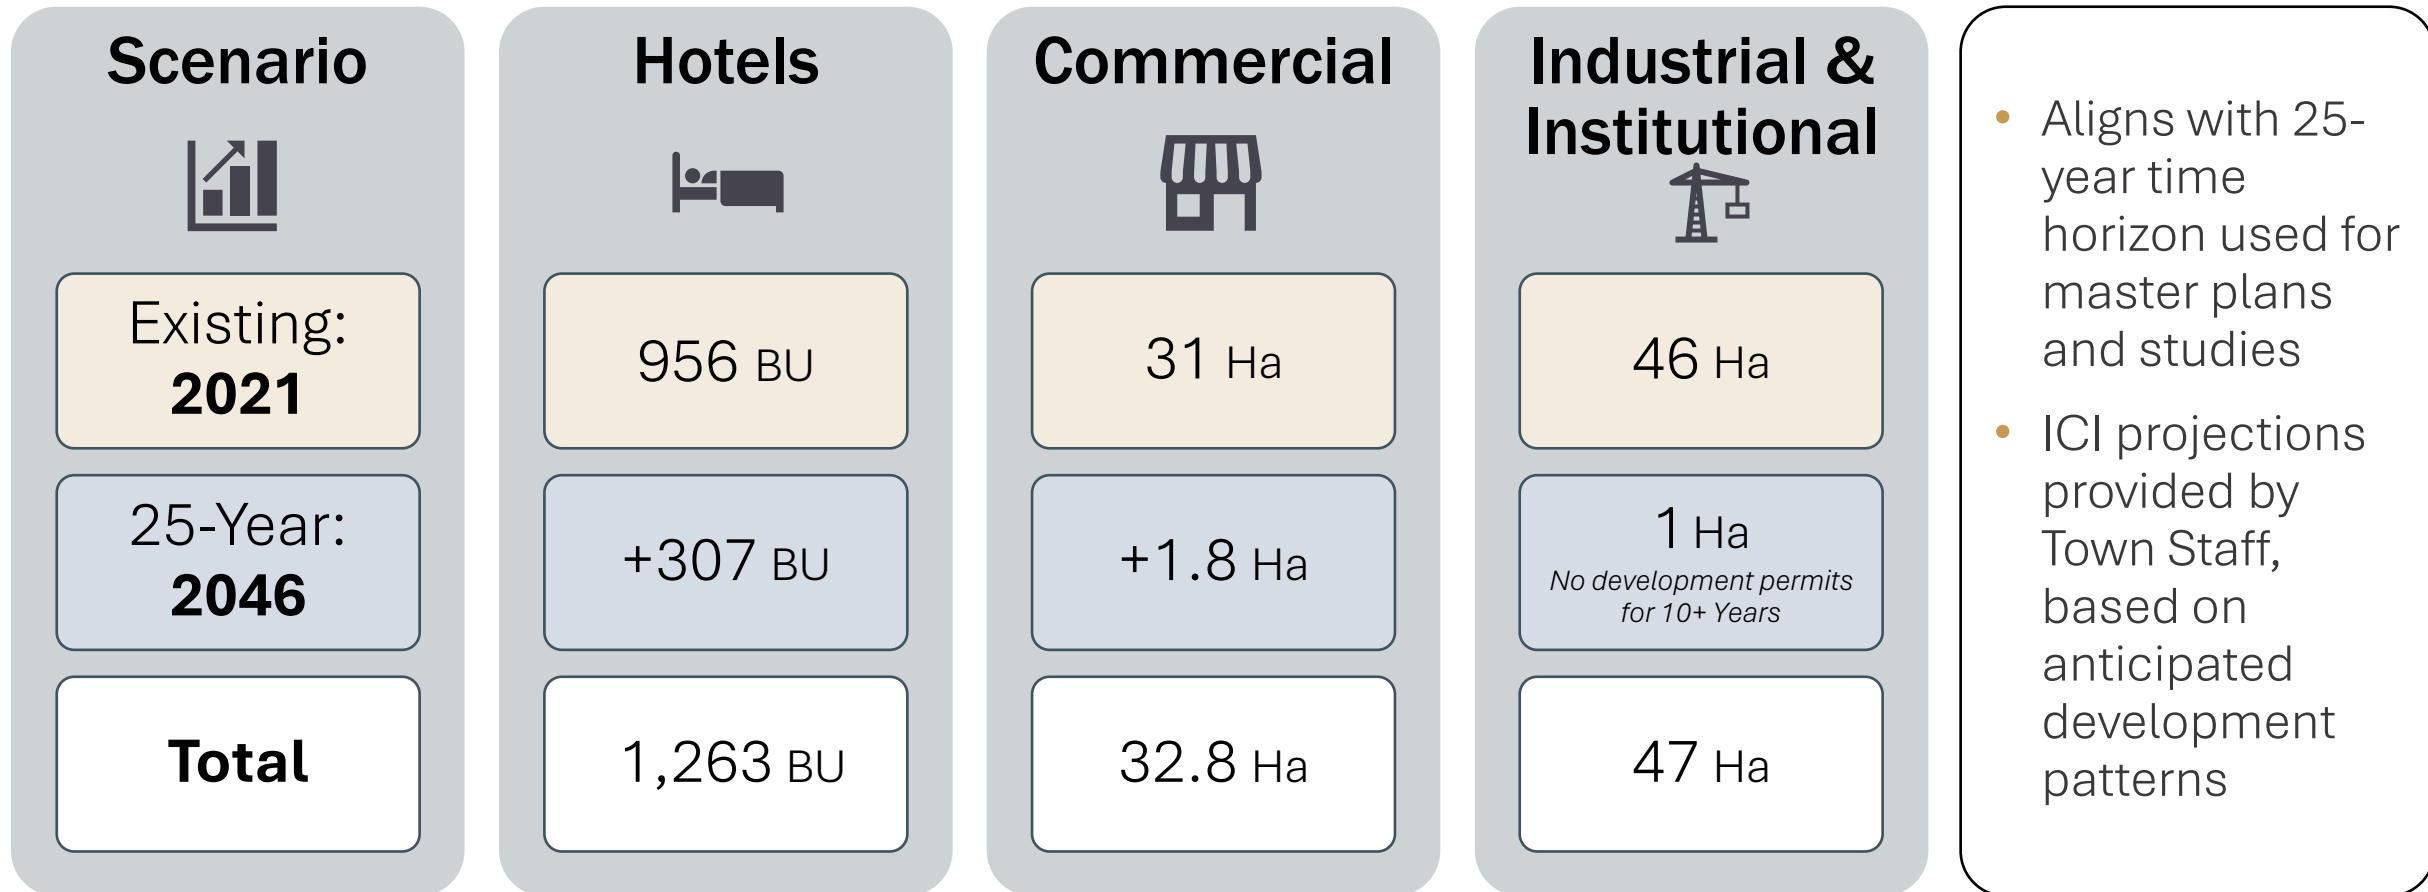 Scenario
Existing:
2021
25-Year:
2046
Total
Hotels
956 BU
+307 BU
1,263 BU
Commercial
31 Ha
+1.8 Ha
32.8 Ha
Industrial &
Institutional
46 Ha
1 Ha
No development permits
for 10+ Years
47 Ha
• Aligns with 25-
year time
horizon used for
master plans
and studies
• ICI projections
provided by
Town Staff,
based on
anticipated
development
patterns